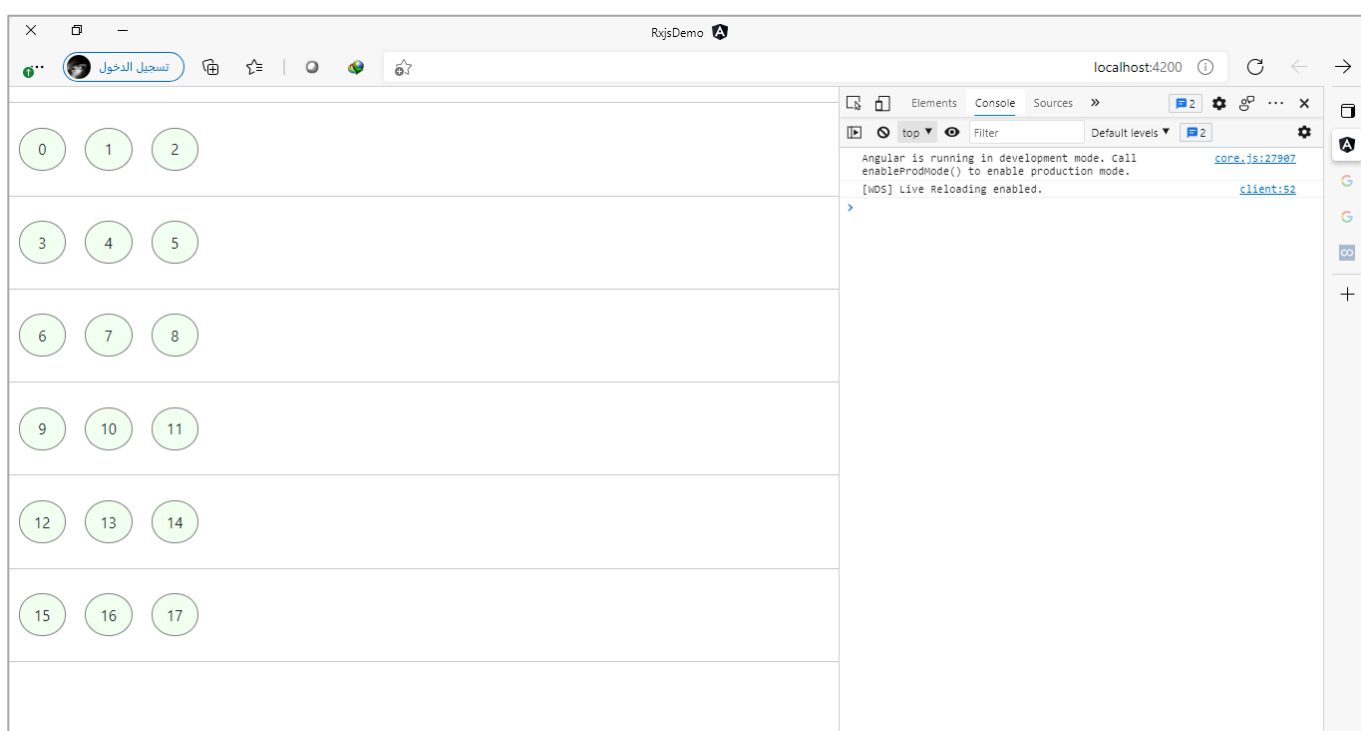 RxjsDemo
تسجيل الدخول
localhost:4200
Elements Console Sources » 2
top ▼ Filter Default levels ▼ 2
Angular is running in development mode. Call core.js:27907
enableProdMode() to enable production mode.
[WDS] Live Reloading enabled. client:52
0 1 2
3 4 5
6 7 8
9 10 11
12 13 14
15 16 17